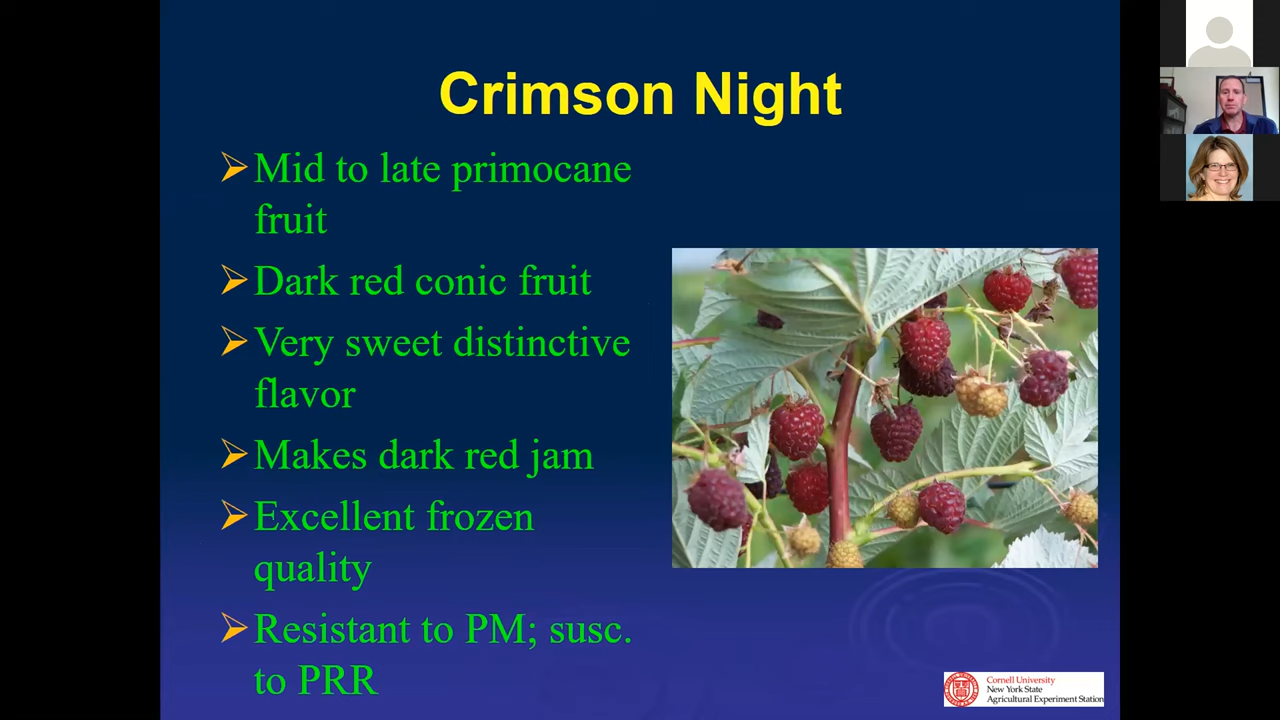 Crimson Night
Mid to late primocane
fruit
Dark red conic fruit
Very sweet distinctive
flavor
Makes dark red jam
Excellent frozen
quality
Resistant to PM; susc.
to PRR
Cornell University
New York State
Agricultural Experiment Station